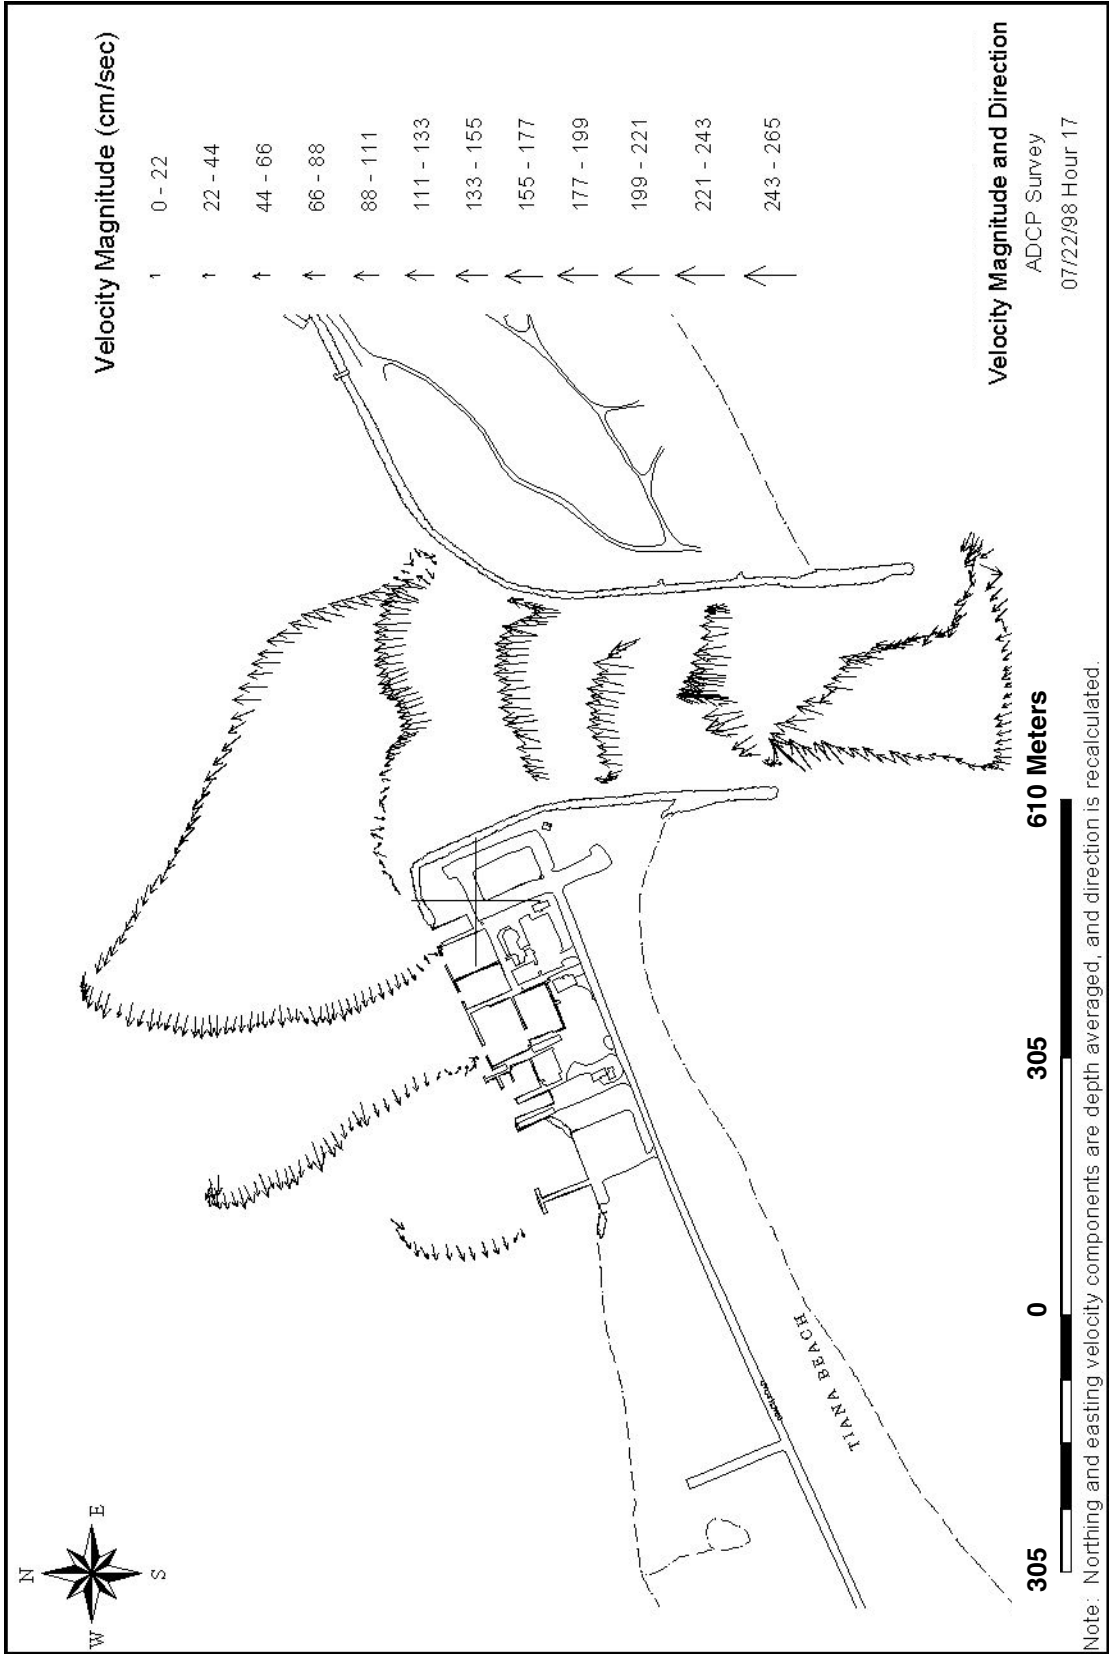 Velocity Magnitude (cm/sec)
0 - 22
22 - 44
44 - 66
66 - 88
88 - 111
111 - 133
133 - 155
155 - 177
177 - 199
199 - 221
221 - 243
243 - 265
Velocity Magnitude and Direction
ADCP Survey
07/22/98 Hour 17
N
W
E
S
TIANA BEACH
305
0
305
610 Meters
Note: Northing and easting velocity components are depth averaged, and direction is recalculated.